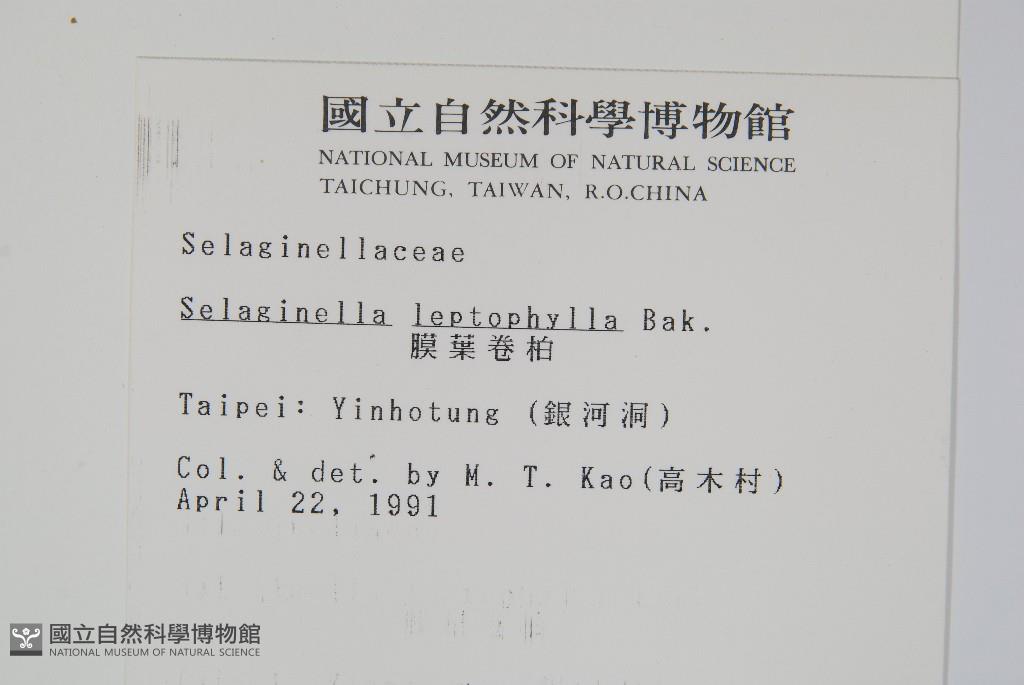 國立自然科學博物館
NATIONAL MUSEUM OF NATURAL SCIENCE
TAICHUNG, TAIWAN, R.O.CHINA
Selaginellaceae
Selaginella leptophylla Bak.
膜葉卷柏
Taipei: Yinhotung (銀河洞)
Col. & det. by M. T. Kao(高木村)
April 22, 1991
國立自然科學博物館
NATIONAL MUSEUM OF NATURAL SCIENCE